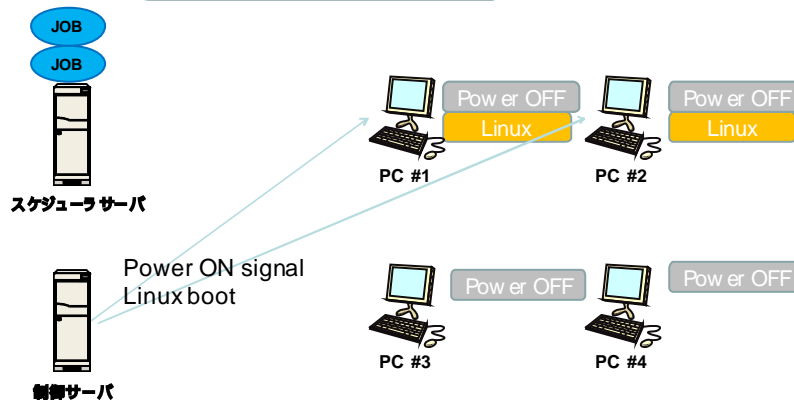 JOB
JOB
スケジューラ サーバ
Power OFF
Linux
PC #1
Power OFF
Linux
PC #2
Power ON signal
Linux boot
制御サーバ
Power OFF
PC #3
Power OFF
PC #4